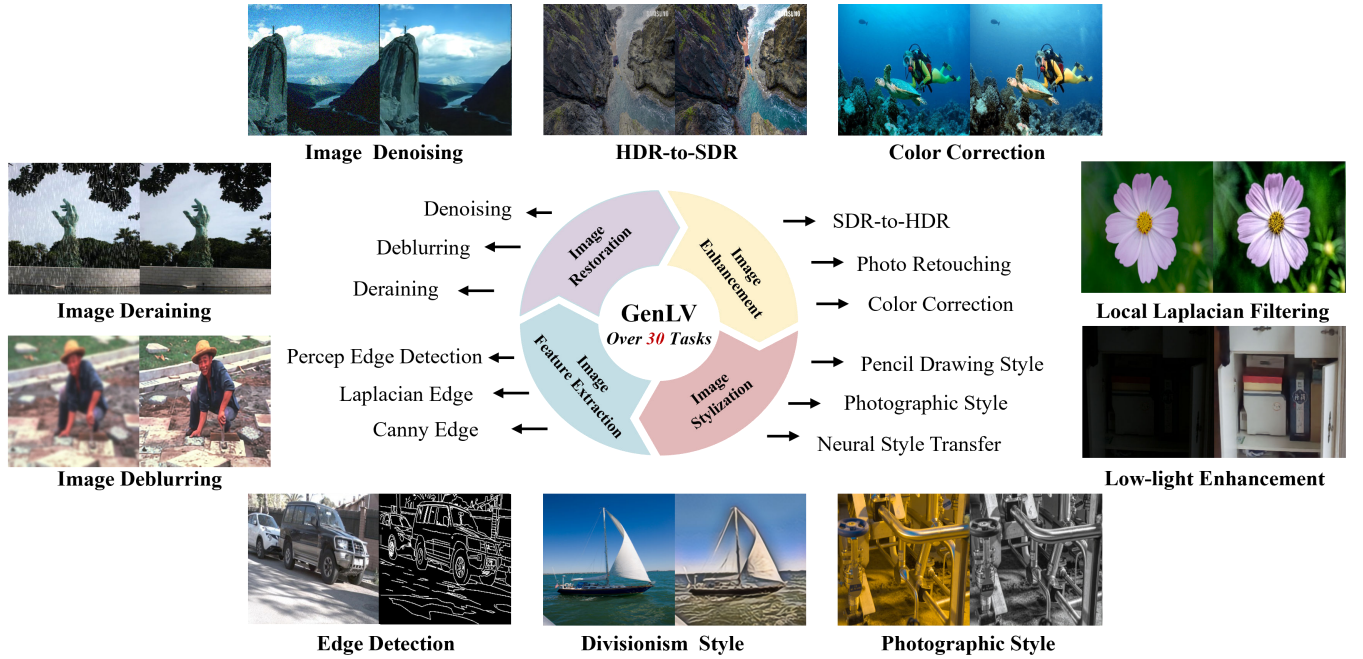 SAMSUNG
Image Denoising
HDR-to-SDR
Color Correction
Image Deraining
Image Deblurring
Denoising
Deblurring
Deraining
Percep Edge Detection
Laplacian Edge
Canny Edge
Image
Restoration
Image
Enhancement
GenLV
Over 30 Tasks
Image
Feature Extraction
Image
Stylization
SDR-to-HDR
Photo Retouching
Color Correction
Pencil Drawing Style
Photographic Style
Neural Style Transfer
Local Laplacian Filtering
Low-light Enhancement
Edge Detection
Divisionism Style
Photographic Style